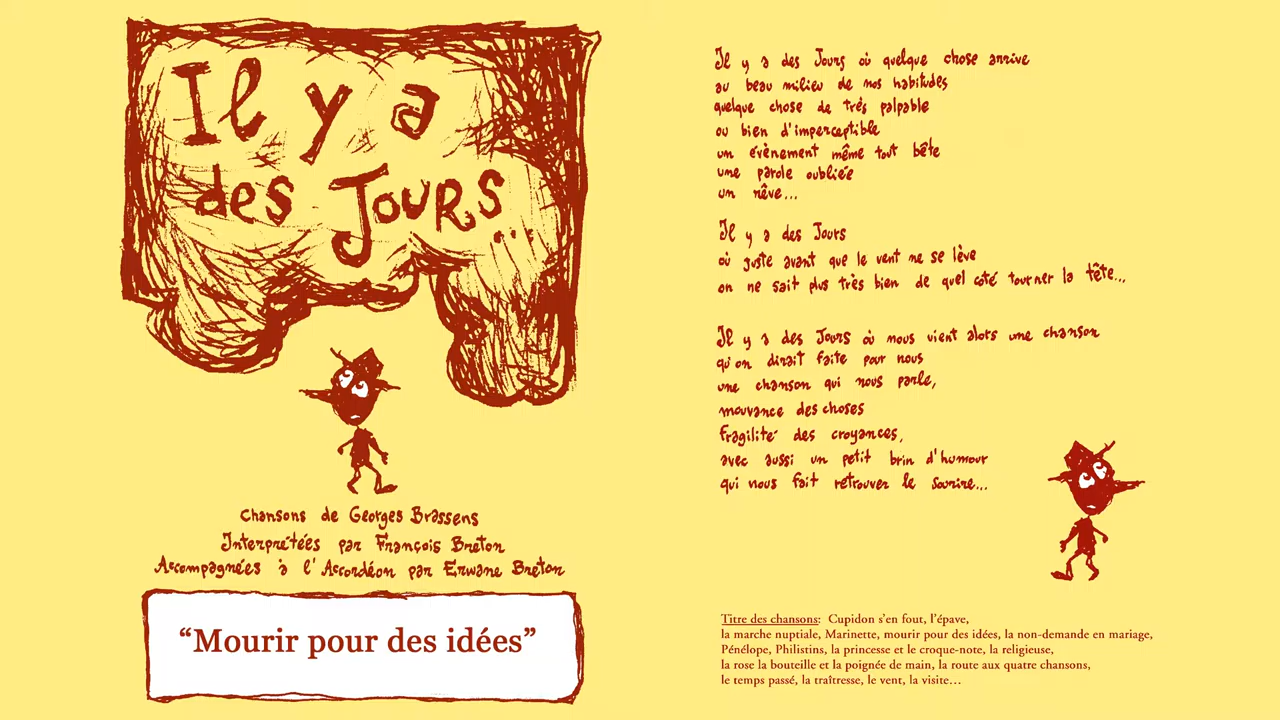 Il y a
des Jours...
Chansons de Georges Brassens
Interprétées par François Breton
Accompagnées à l'Accordéon par Erwane Breton
“Mourir pour des idées”
Il y a des Jours où quelque chose arrive
au beau milieu de nos habitudes
quelque chose de très palpable
ou bien d'imperceptible
un évènement même tout bête
une parole oubliée
un rêve...
Il y a des Jours
où juste avant que le vent ne se lève
on ne sait plus très bien de quel côté tourner la tête...
Il y a des Jours où nous vient alors une chanson
qu'on dirait faite pour nous
une chanson qui nous parle,
mouvance des choses
fragilité des croyances,
avec aussi un petit brin d'humour
qui nous fait retrouver le sourire...
Titre des chansons: Cupidon s’en fout, l’épave,
la marche nuptiale, Marinette, mourir pour des idées, la non-demande en mariage,
Pénélope, Philistins, la princesse et le croque-note, la religieuse,
la rose la bouteille et la poignée de main, la route aux quatre chansons,
le temps passé, la traîtresse, le vent, la visite…